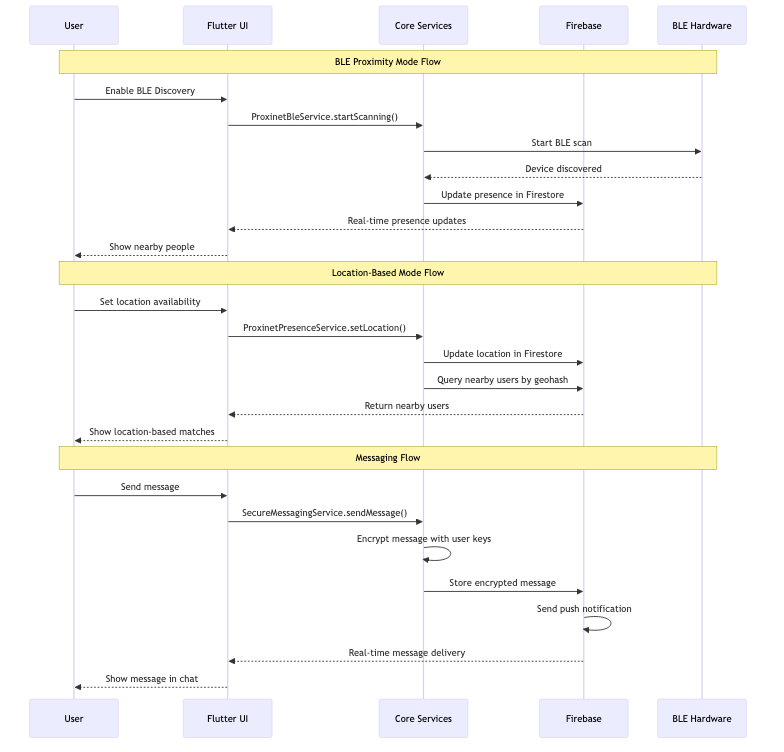 User
Flutter UI
Core Services
Firebase
BLE Hardware
BLE Proximity Mode Flow
Enable BLE Discovery
ProxinetBleService.startScanning()
Start BLE scan
Device discovered
Update presence in Firestore
Real-time presence updates
Show nearby people
Location-Based Mode Flow
Set location availability
ProxinetPresenceService.setLocation()
Update location in Firestore
Query nearby users by geohash
Return nearby users
Show location-based matches
Messaging Flow
Send message
SecureMessagingService.sendMessage()
Encrypt message with user keys
Store encrypted message
Send push notification
Real-time message delivery
Show message in chat
User
Flutter UI
Core Services
Firebase
BLE Hardware